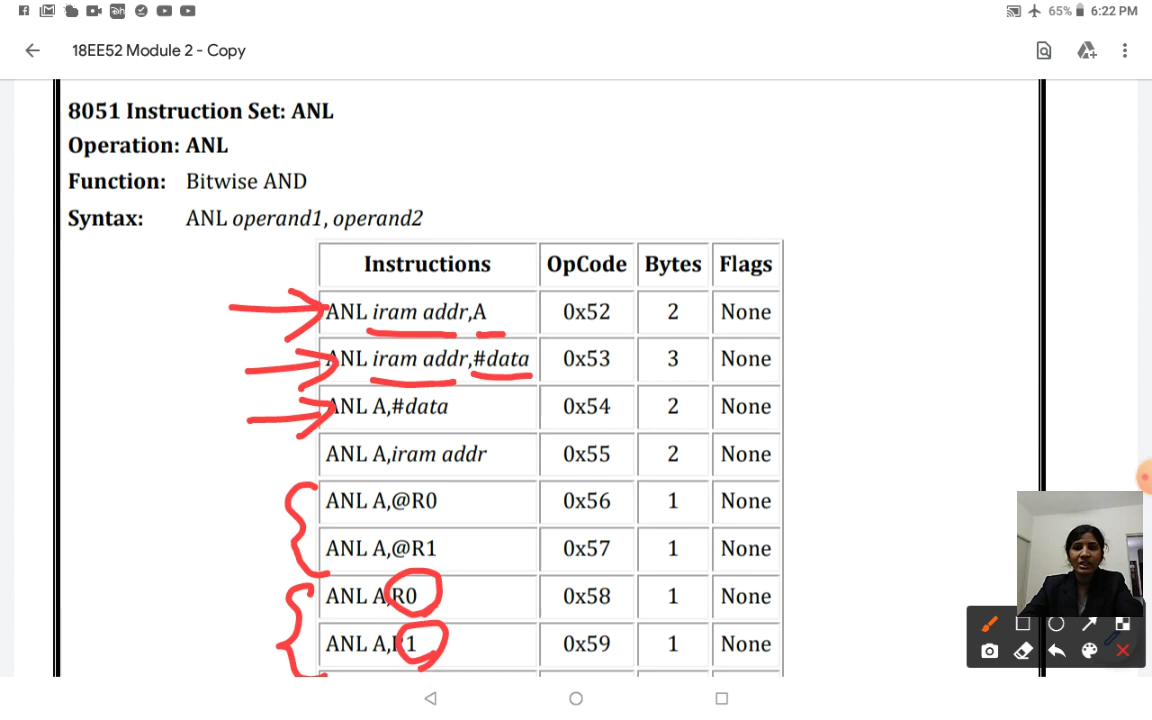 65% 6:22 PM
18EE52 Module 2 - Copy
8051 Instruction Set: ANL
Operation: ANL
Function: Bitwise AND
Syntax: ANL operand1, operand2
Instructions OpCode Bytes Flags
ANL iram addr,A 0x52 2 None
ANL iram addr,#data 0x53 3 None
ANL A,#data 0x54 2 None
ANL A,iram addr 0x55 2 None
ANL A,@R0 0x56 1 None
ANL A,@R1 0x57 1 None
ANL A,R0 0x58 1 None
ANL A,R1 0x59 1 None